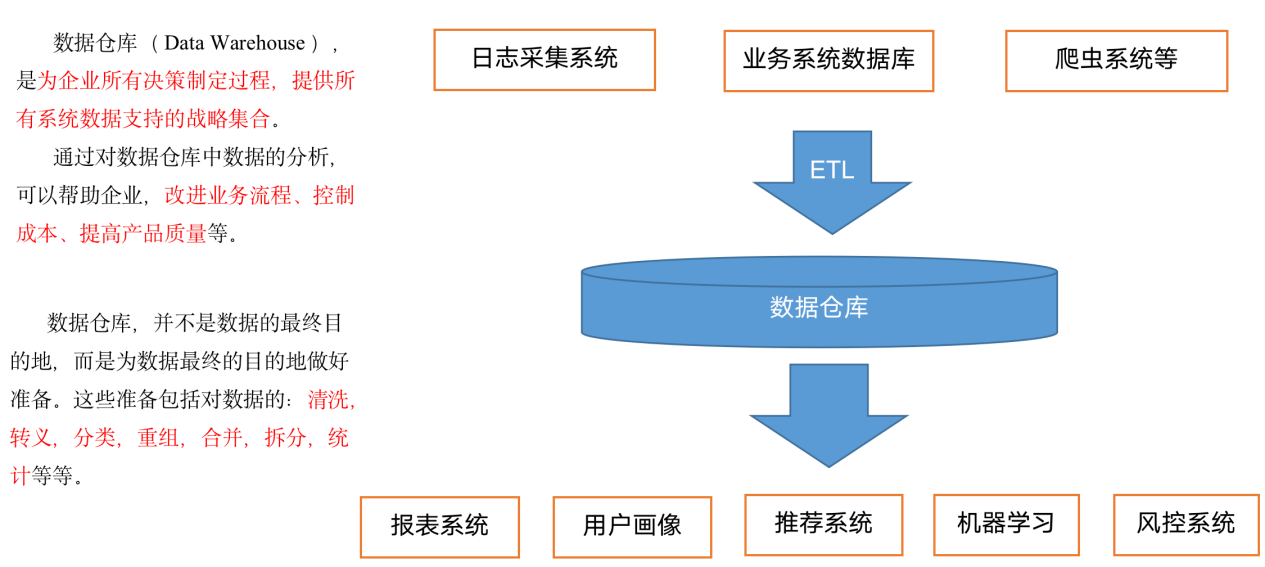 数据仓库（Data Warehouse），
是为企业所有决策制定过程，提供所
有系统数据支持的战略集合。
通过对数据仓库中数据的分析，
可以帮助企业，改进业务流程、控制
成本、提高产品质量等。
数据仓库，并不是数据的最终目
的地，而是为数据最终的目的地做好
准备。这些准备包括对数据的：清洗，
转义，分类，重组，合并，拆分，统
计等等。
日志采集系统
业务系统数据库
爬虫系统等
ETL
数据仓库
报表系统
用户画像
推荐系统
机器学习
风控系统